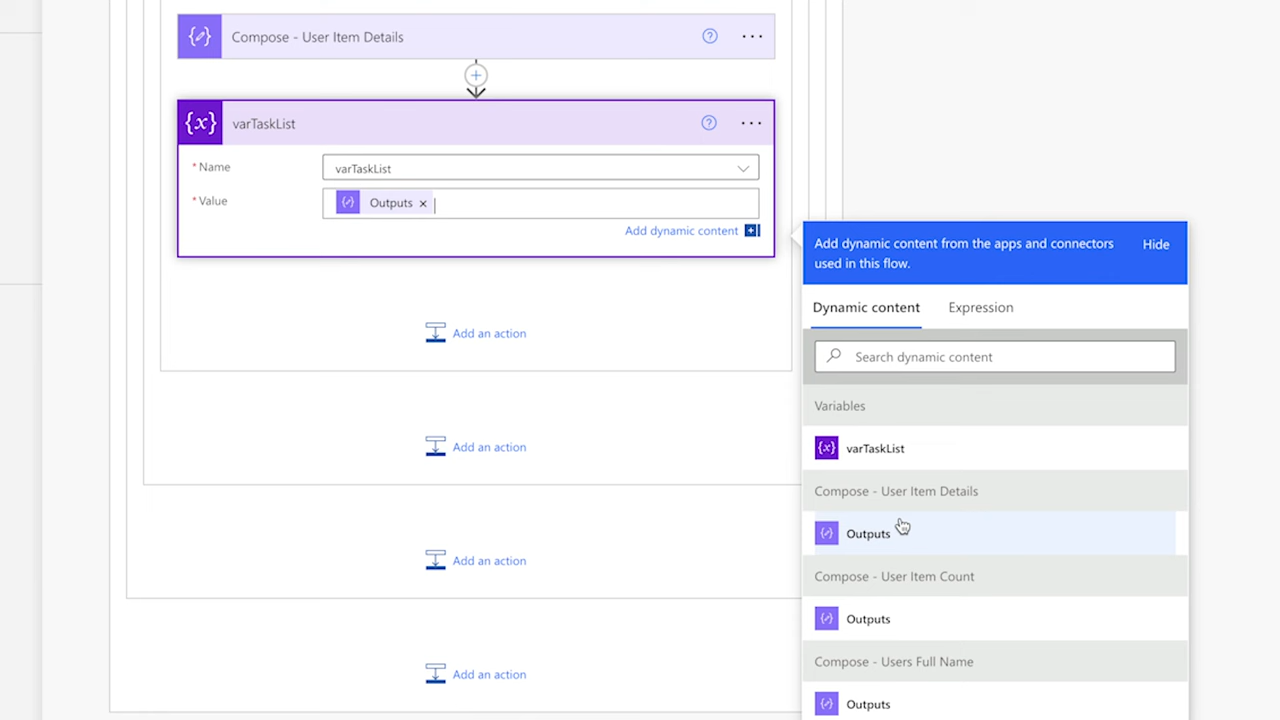 Compose - User Item Details
varTaskList
* Name
varTaskList
* Value
Outputs
Add dynamic content
Add dynamic content from the apps and connectors
used in this flow.
Hide
Dynamic content
Expression
Search dynamic content
Variables
varTaskList
Compose - User Item Details
Outputs
Compose - User Item Count
Outputs
Compose - Users Full Name
Outputs
Add an action
Add an action
Add an action
Add an action